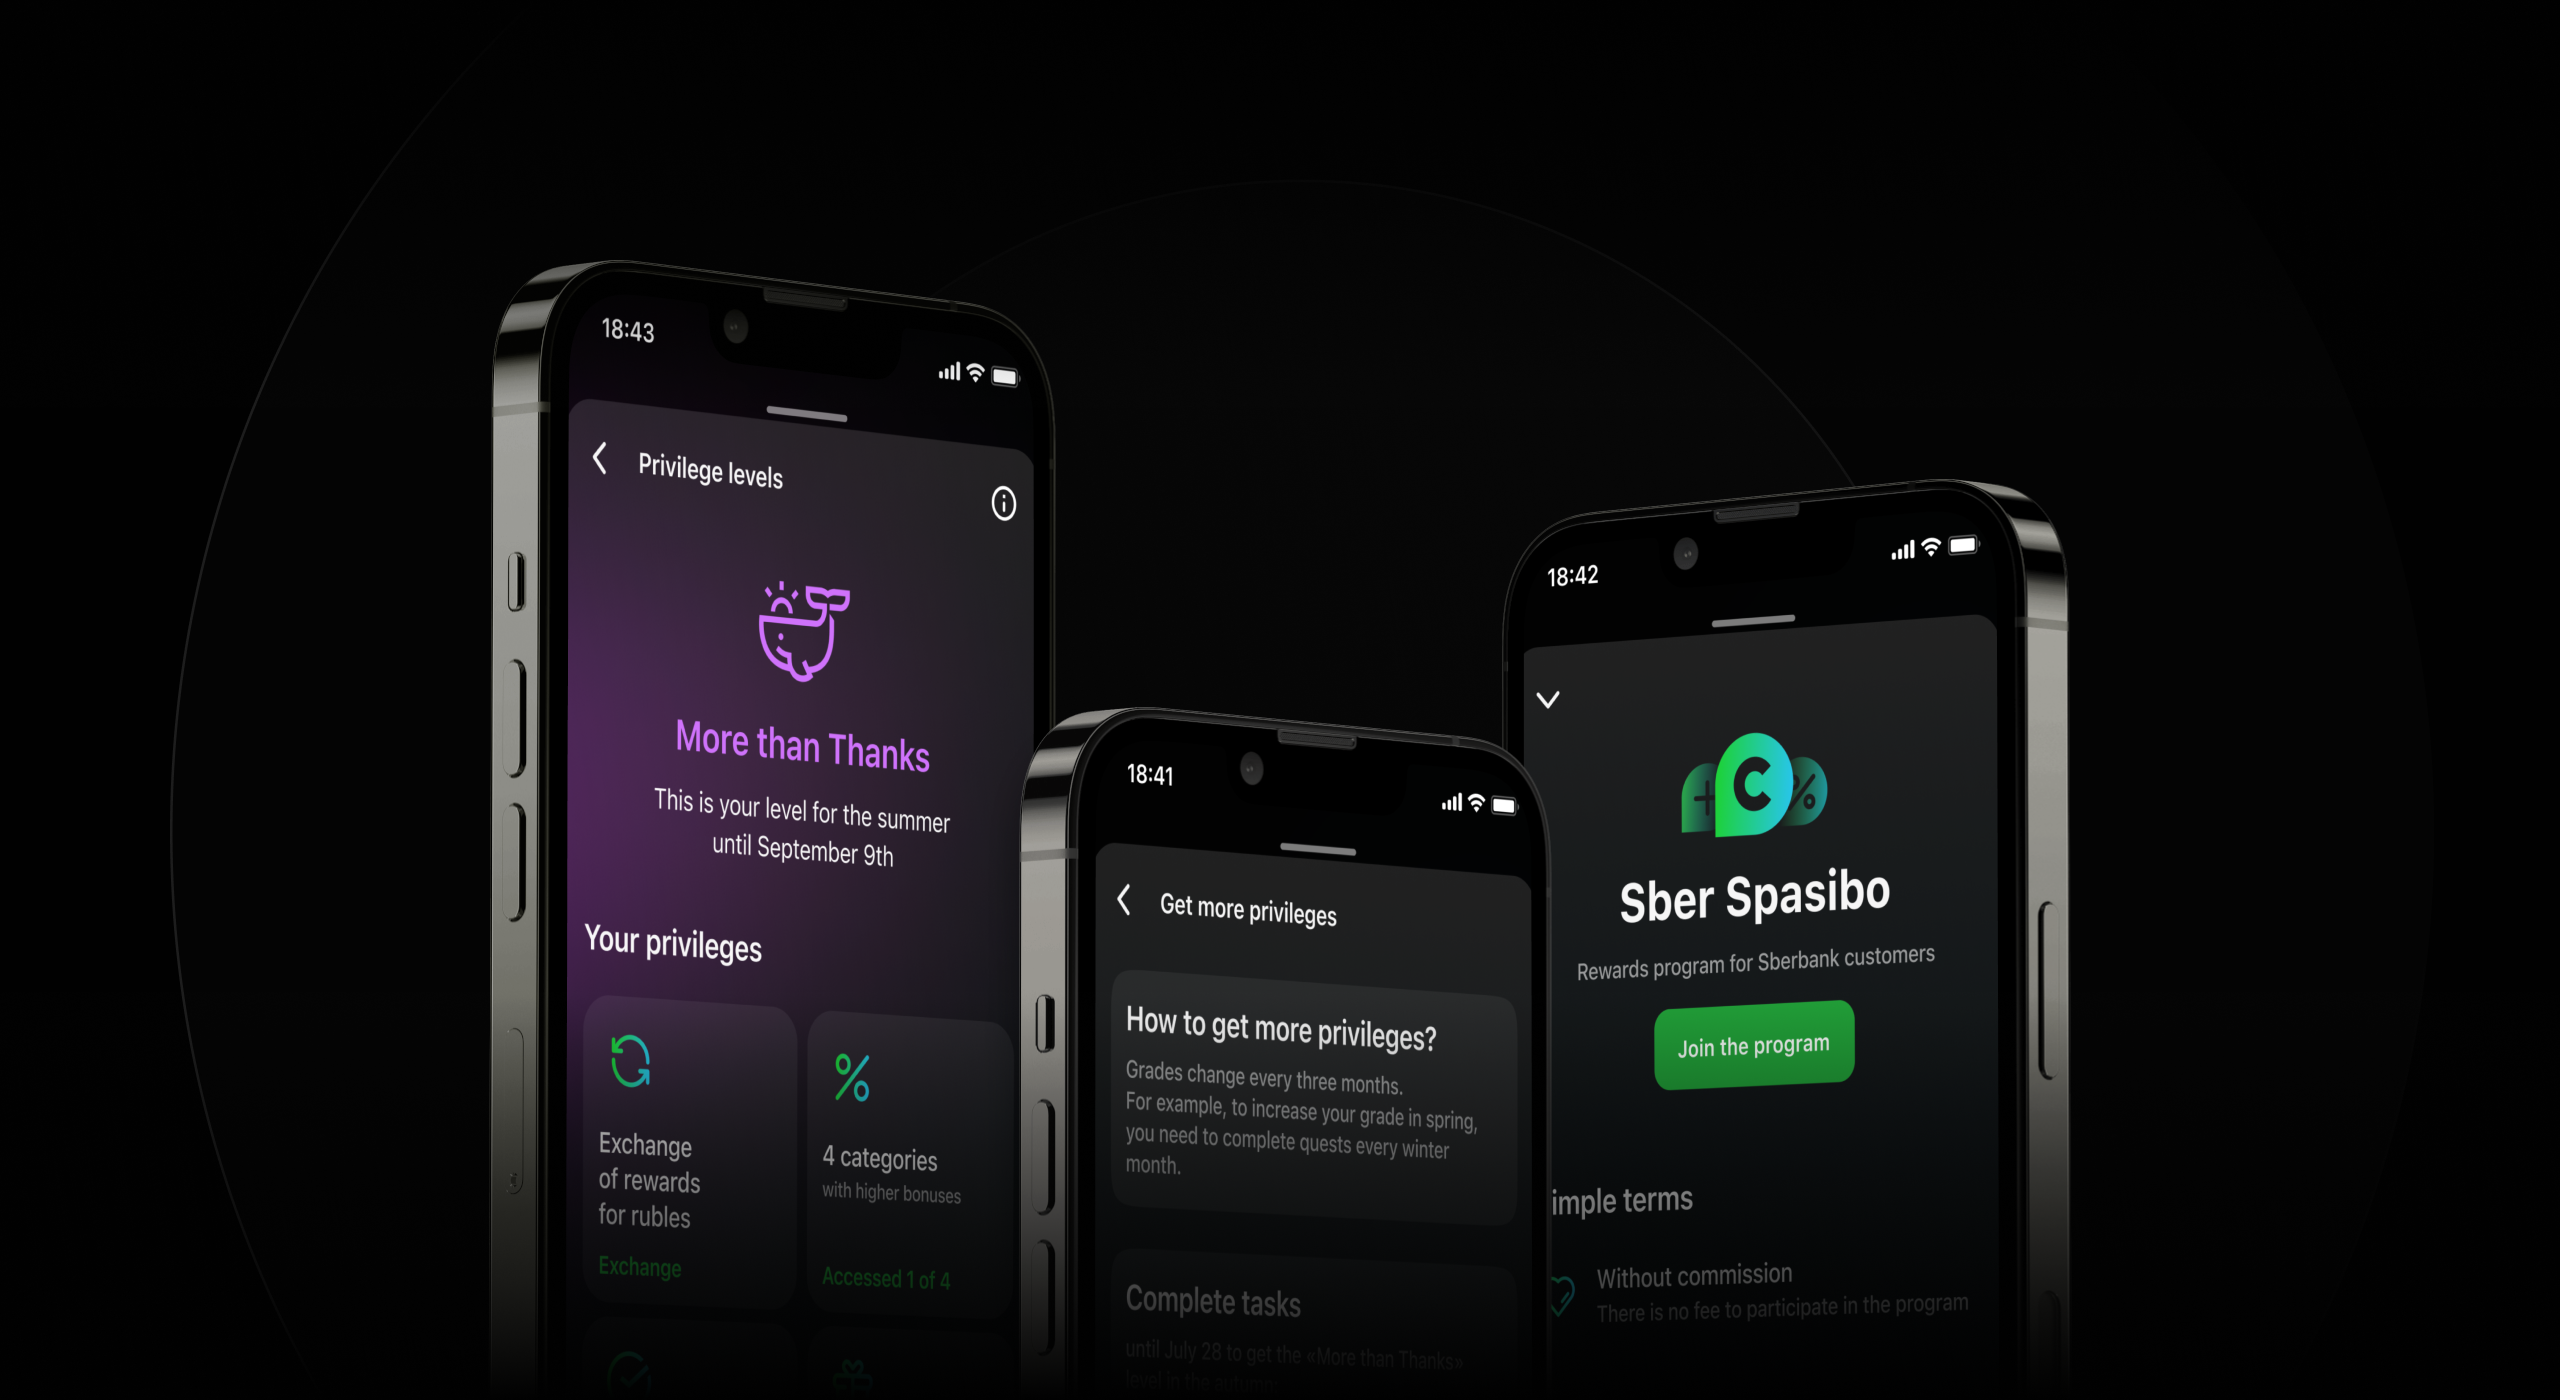 18:43
Privilege levels
More than Thanks
This is your level for the summer
until September 9th
Your privileges
Exchange
of rewards
for rubles
Exchange
4 categories
with higher bonuses
Accessed 1 of 4
18:41
Get more privileges
How to get more privileges?
Grades change every three months.
For example, to increase your grade in spring,
you need to complete quests every winter
month.
Complete tasks
until July 28 to get the «More than Thanks»
level in the autumn
18:42
+ C %
Sber Spasibo
Rewards program for Sberbank customers
Join the program
imple terms
Without commission
There is no fee to participate in the program